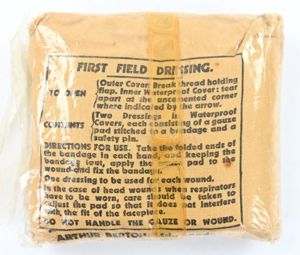 FIRST FIELD DRESSING.
TO OPEN {Outer Cover: Break thread holding flap. Inner Waterproof Cover: tear apart at the uncemented corner where indicated by the arrow.
CONTENTS {Two Dressings in Waterproof Covers, each consisting of a gauze pad stitched to a bandage and a safety pin.
DIRECTIONS FOR USE. Take the folded ends of
the bandage in each hand, and keeping the
bandage taut, apply the pad to
wound and fix the bandage.
One dressing to be used for each wound.
In the case of head wounds when respirators
have to be worn, care should be taken to
adjust the pad so that it does not interfere
with the fit of the facepiece.
DO NOT HANDLE THE GAUZE OR WOUND.
ARTHUR BERTON